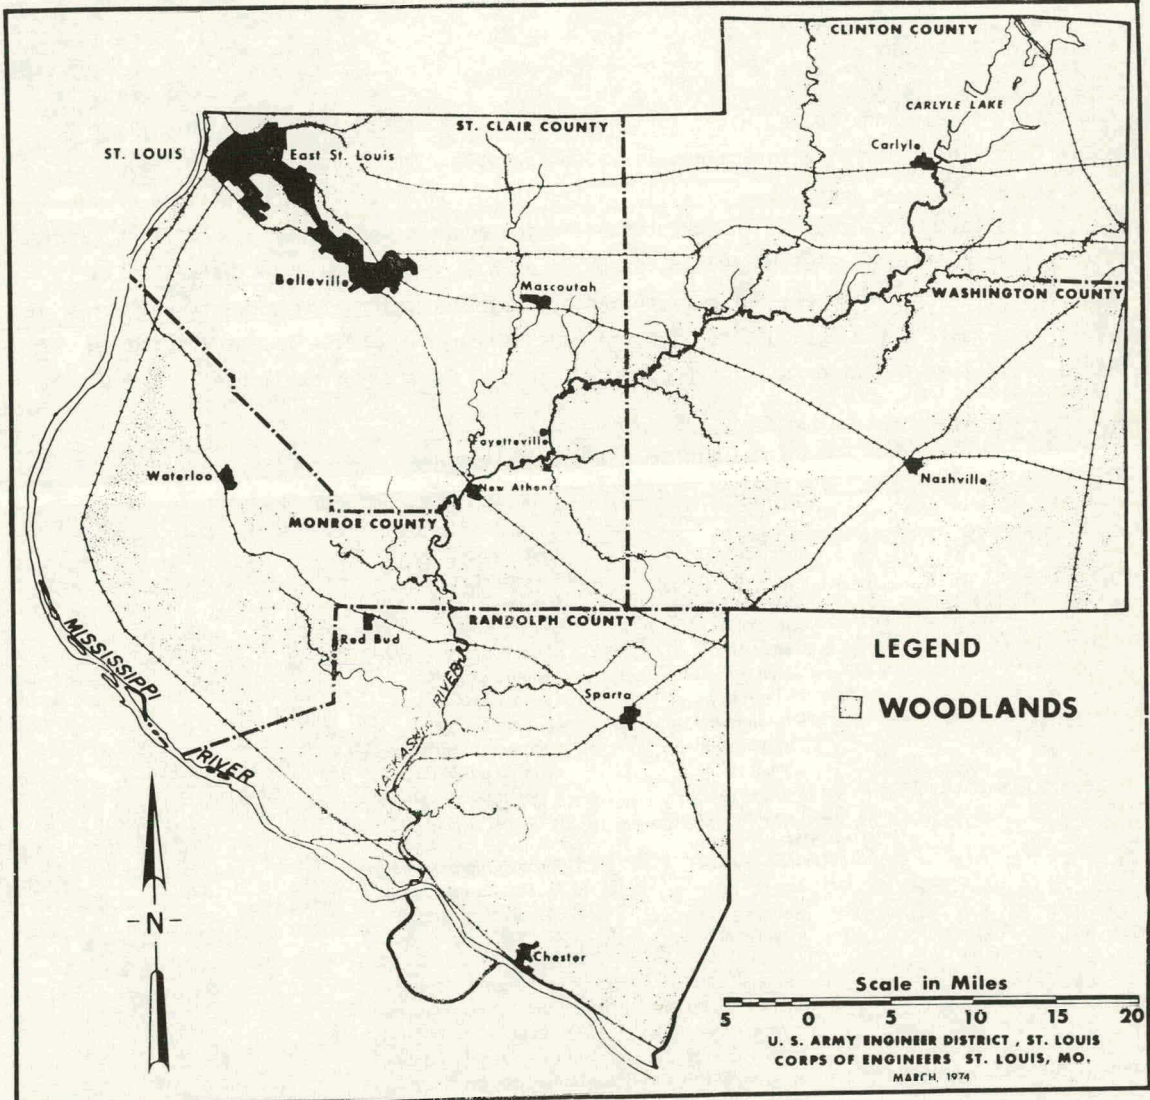 CLINTON COUNTY
CARLYLE LAKE
ST. CLAIR COUNTY
Carlyle
ST. LOUIS
East St. Louis
Belleville
Mascoutah
WASHINGTON COUNTY
Fayetteville
Waterloo
New Athens
Nashville
MONROE COUNTY
RANDOLPH COUNTY
Red Bud
MISSISSIPPI
RIVER
KASKASKIA RIVER
Sparta
LEGEND
WOODLANDS
-N-
Chester
Scale in Miles
5 0 5 10 15 20
U. S. ARMY ENGINEER DISTRICT, ST. LOUIS
CORPS OF ENGINEERS ST. LOUIS, MO.
MARCH, 1974